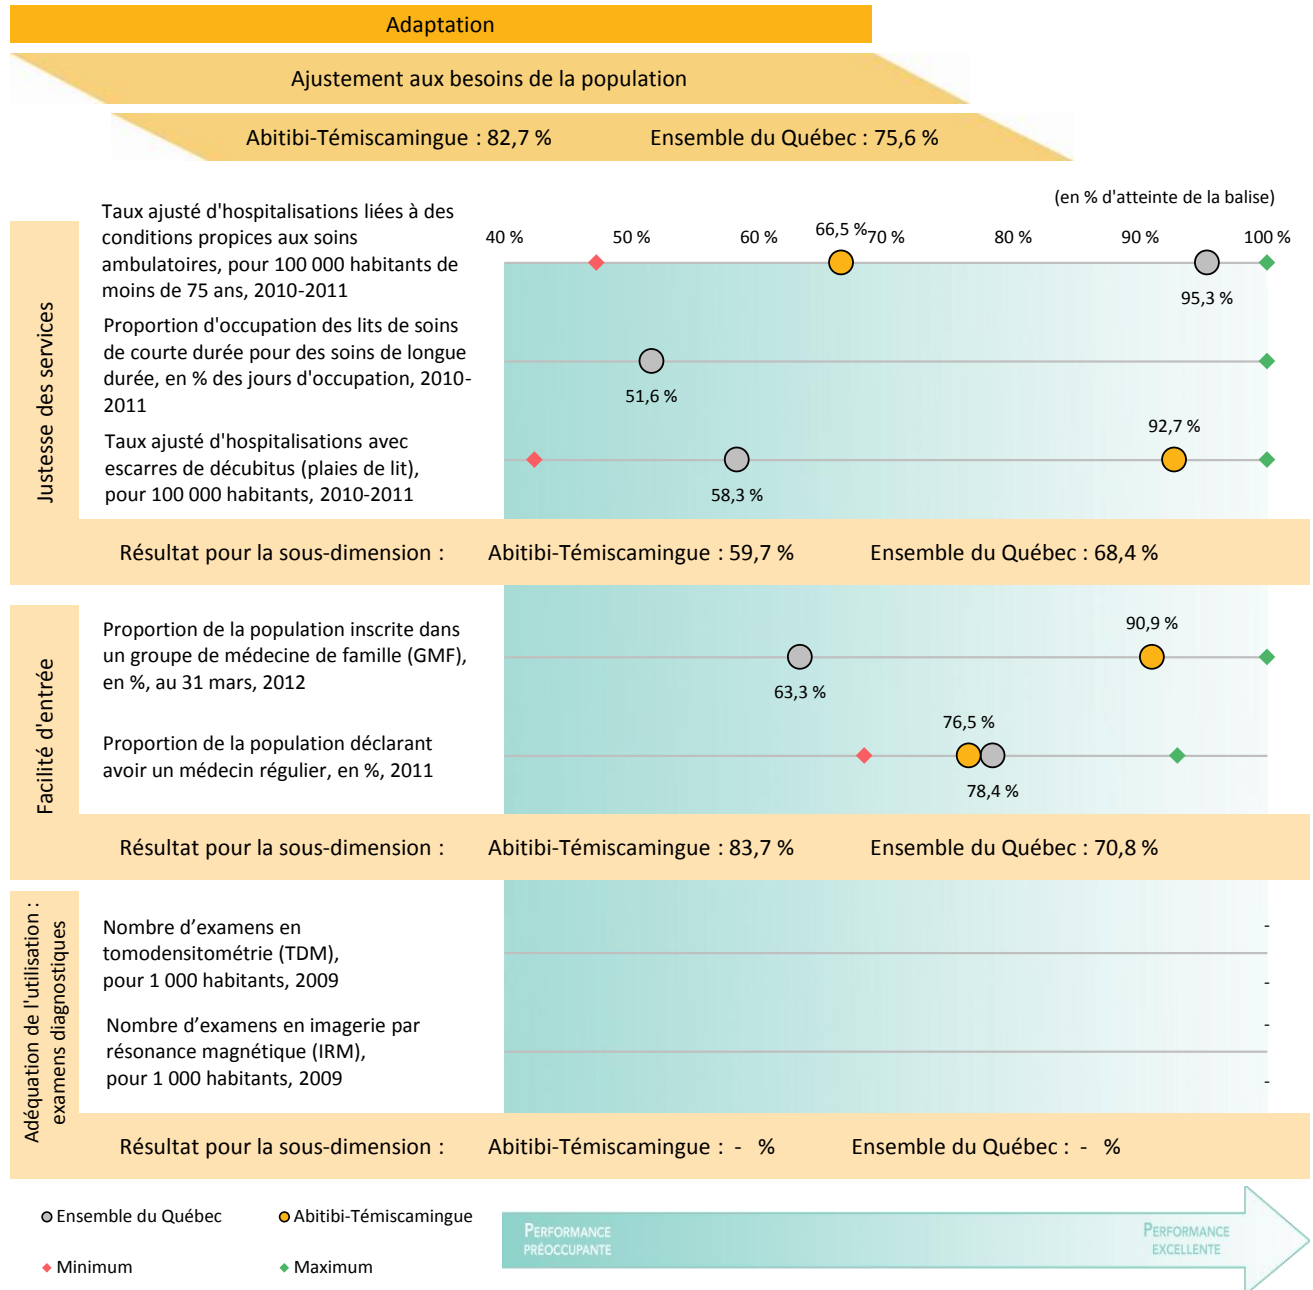 Adaptation
Ajustement aux besoins de la population
Abitibi-Témiscamingue : 82,7 % Ensemble du Québec : 75,6 %
(en % d'atteinte de la balise)
40 % 50 % 60 % 70 % 80 % 90 % 100 %
Justesse des services
Taux ajusté d'hospitalisations liées à des
conditions propices aux soins
ambulatoires, pour 100 000 habitants de
moins de 75 ans, 2010-2011
66,5 %
95,3 %
Proportion d'occupation des lits de soins
de courte durée pour des soins de longue
durée, en % des jours d'occupation, 2010-
2011
51,6 %
Taux ajusté d'hospitalisations avec
escarres de décubitus (plaies de lit),
pour 100 000 habitants, 2010-2011
92,7 %
58,3 %
Résultat pour la sous-dimension : Abitibi-Témiscamingue : 59,7 % Ensemble du Québec : 68,4 %
Facilité d'entrée
Proportion de la population inscrite dans
un groupe de médecine de famille (GMF),
en %, au 31 mars, 2012
90,9 %
63,3 %
Proportion de la population déclarant
avoir un médecin régulier, en %, 2011
76,5 %
78,4 %
Résultat pour la sous-dimension : Abitibi-Témiscamingue : 83,7 % Ensemble du Québec : 70,8 %
Adéquation de l'utilisation :
examens diagnostiques
Nombre d’examens en
tomodensitométrie (TDM),
pour 1 000 habitants, 2009
-
-
Nombre d’examens en imagerie par
résonance magnétique (IRM),
pour 1 000 habitants, 2009
-
-
Résultat pour la sous-dimension : Abitibi-Témiscamingue : - % Ensemble du Québec : - %
Ensemble du Québec Abitibi-Témiscamingue
Minimum Maximum
PERFORMANCE
PRÉOCCUPANTE
PERFORMANCE
EXCELLENTE